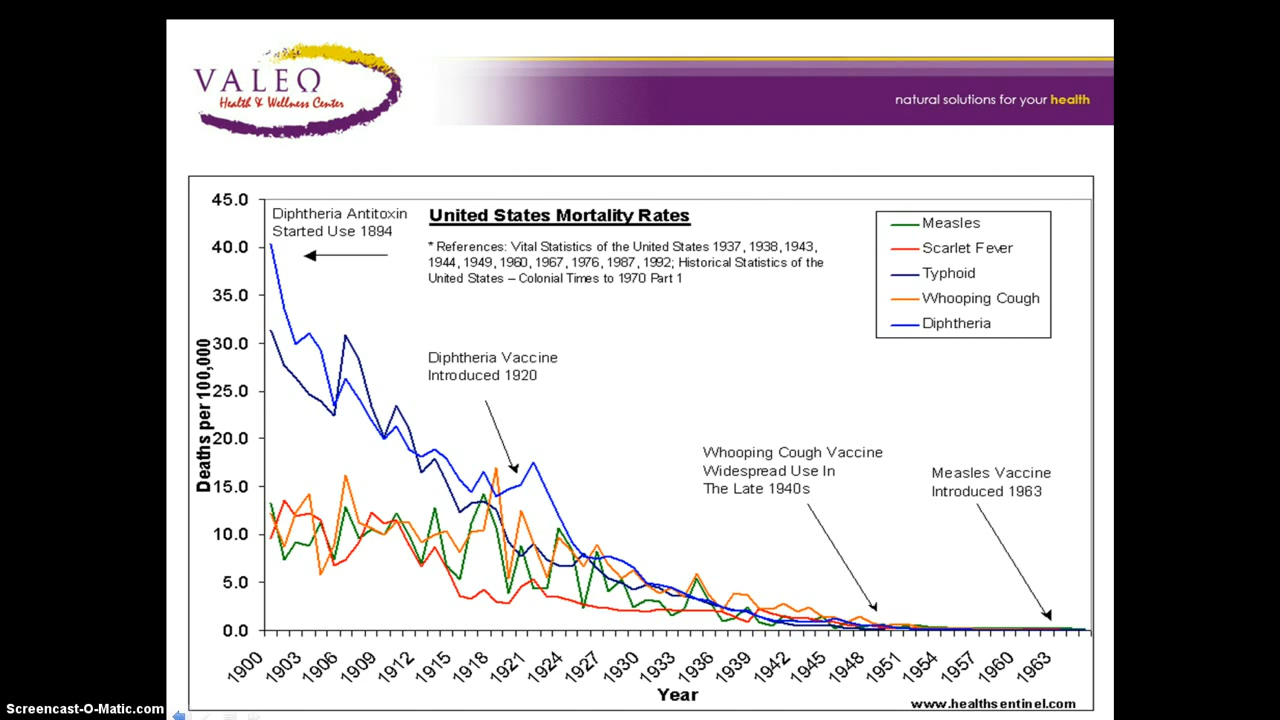 VALEΩ
Health & Wellness Center
natural solutions for your health
United States Mortality Rates
* References: Vital Statistics of the United States 1937, 1938, 1943,
1944, 1949, 1960, 1967, 1976, 1987, 1992; Historical Statistics of the
United States – Colonial Times to 1970 Part 1
Diphtheria Antitoxin
Started Use 1894
Measles
Scarlet Fever
Typhoid
Whooping Cough
Diphtheria
Diphtheria Vaccine
Introduced 1920
Whooping Cough Vaccine
Widespread Use In
The Late 1940s
Measles Vaccine
Introduced 1963
Deaths per 100,000
45.0
40.0
35.0
30.0
25.0
20.0
15.0
10.0
5.0
0.0
1900
1903
1906
1909
1912
1915
1918
1921
1924
1927
1930
1933
1936
1939
1942
1945
1948
1951
1954
1957
1960
1963
Year
www.healthsentinel.com
Screencast-O-Matic.com